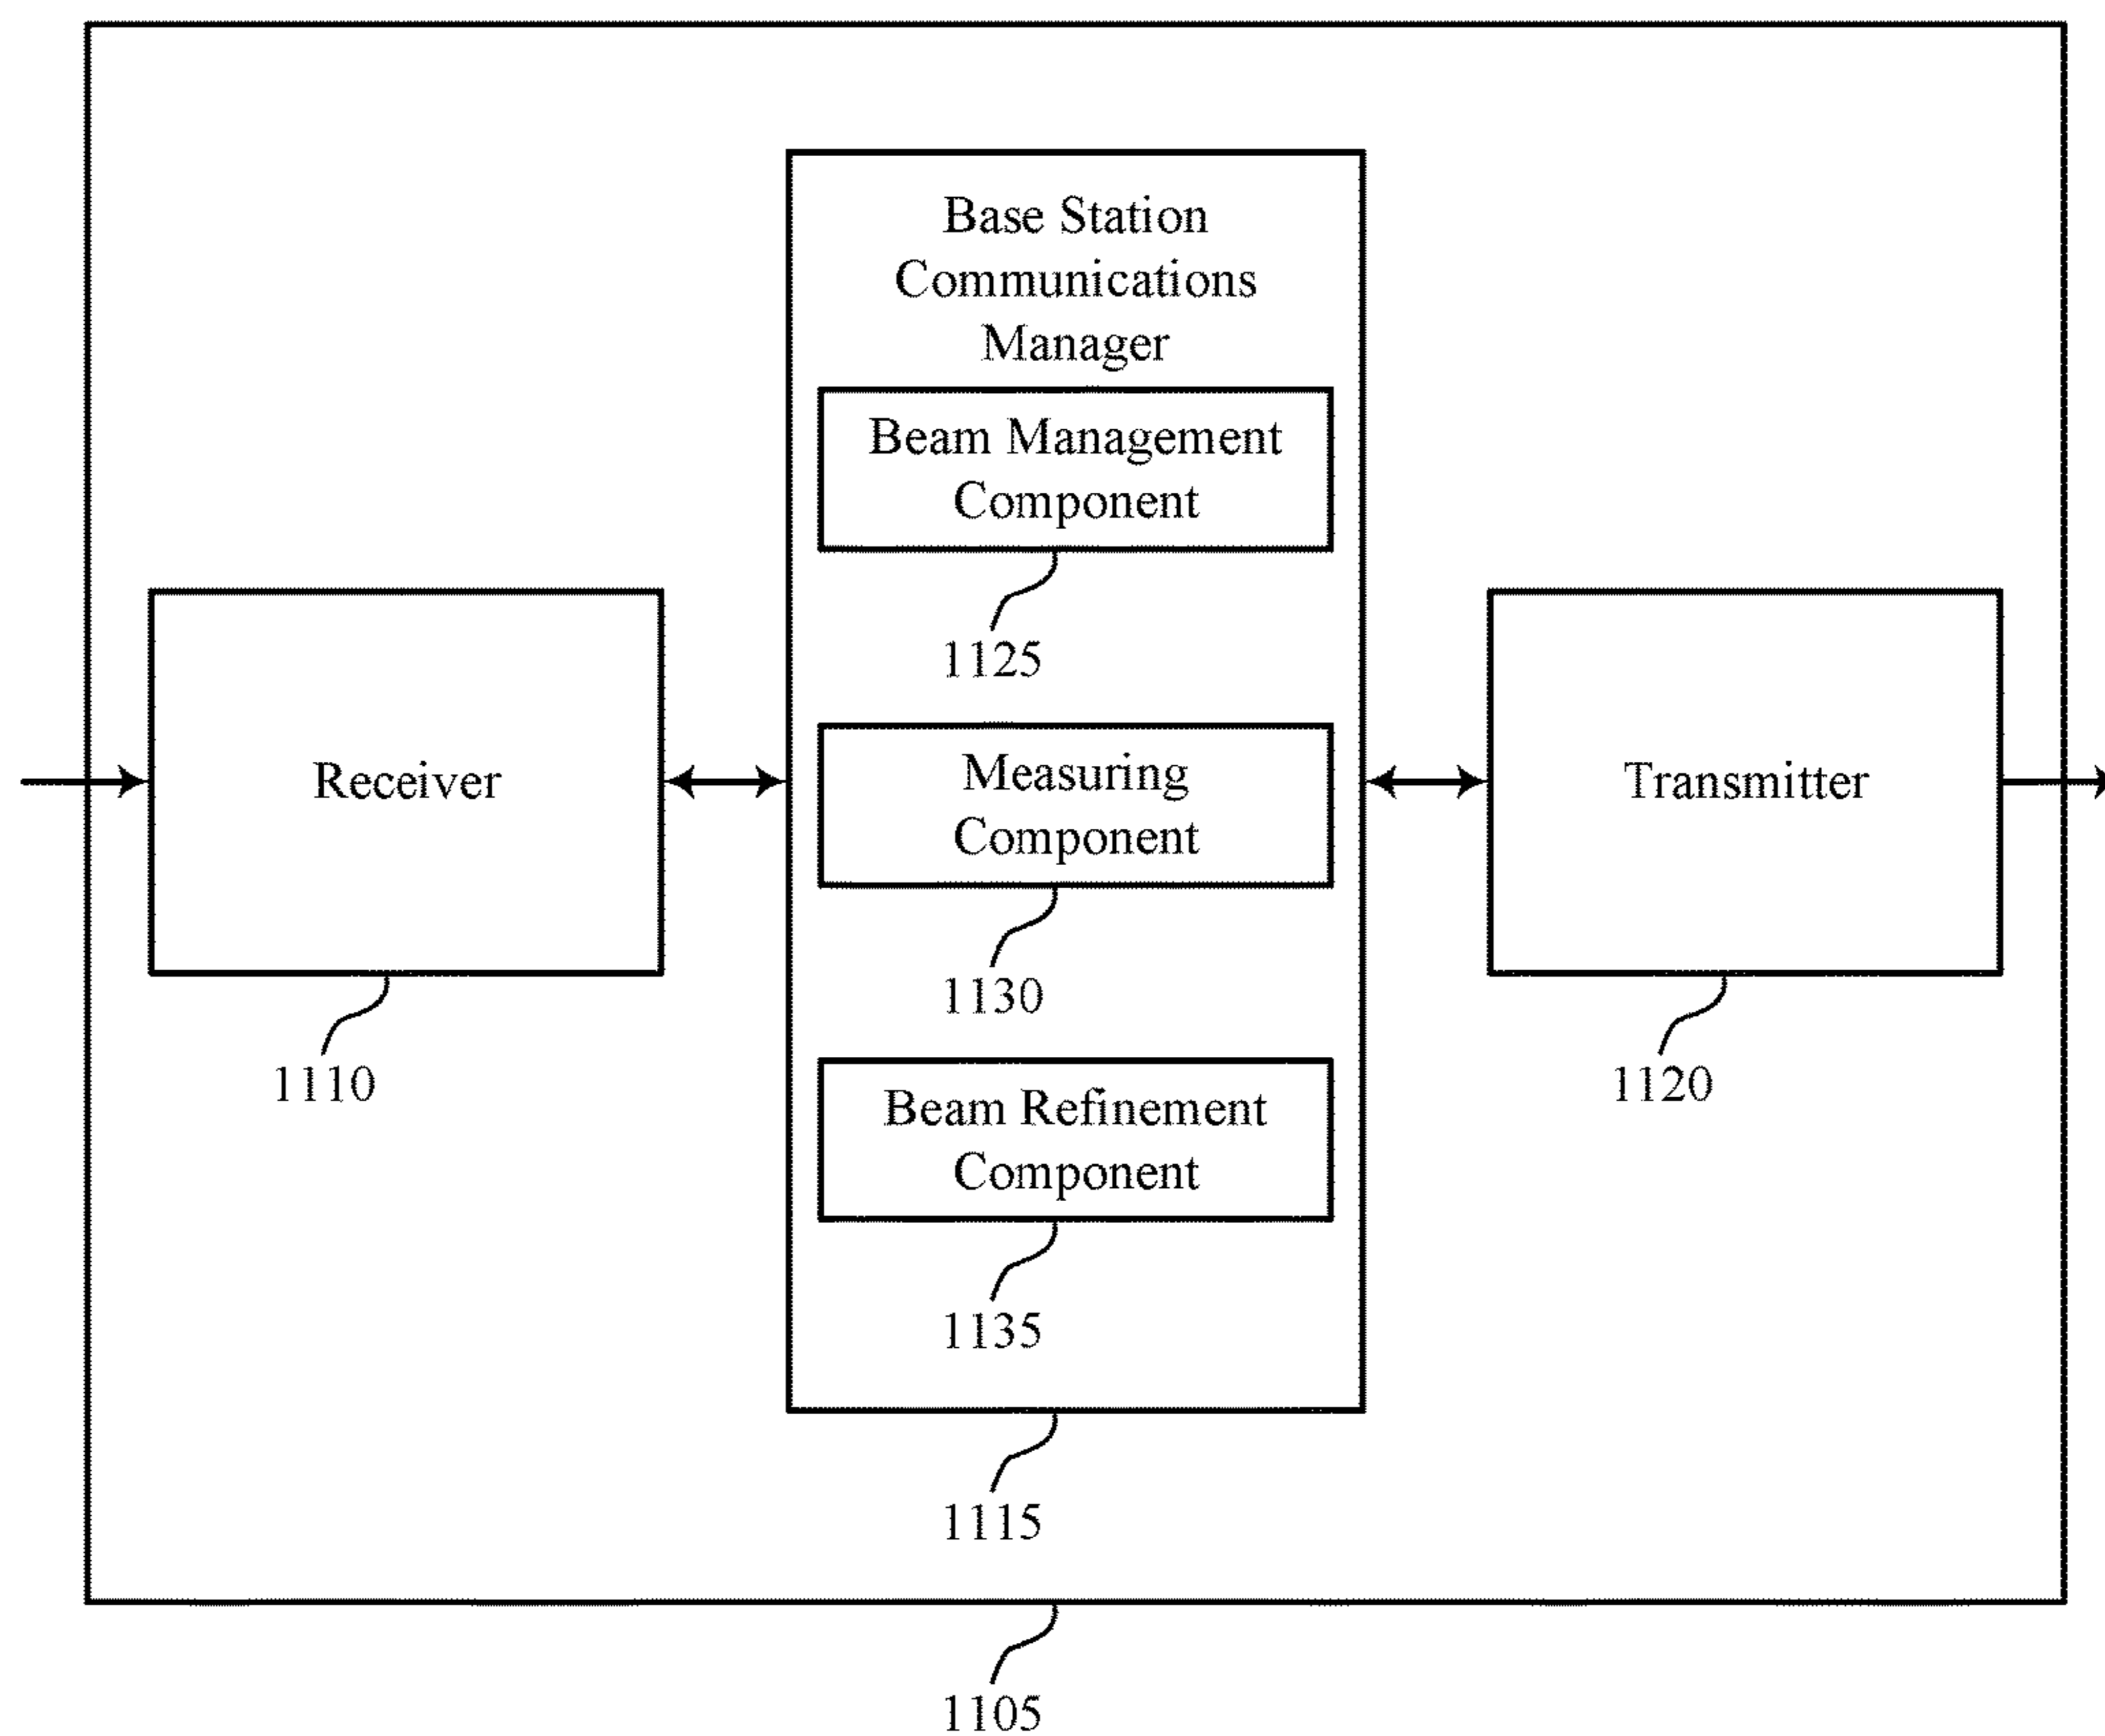 Base Station
Communications
Manager
Beam Management
Component
1125
Receiver
Measuring
Component
Transmitter
1130
1110
1120
Beam Refinement
Component
1135
1115
1105